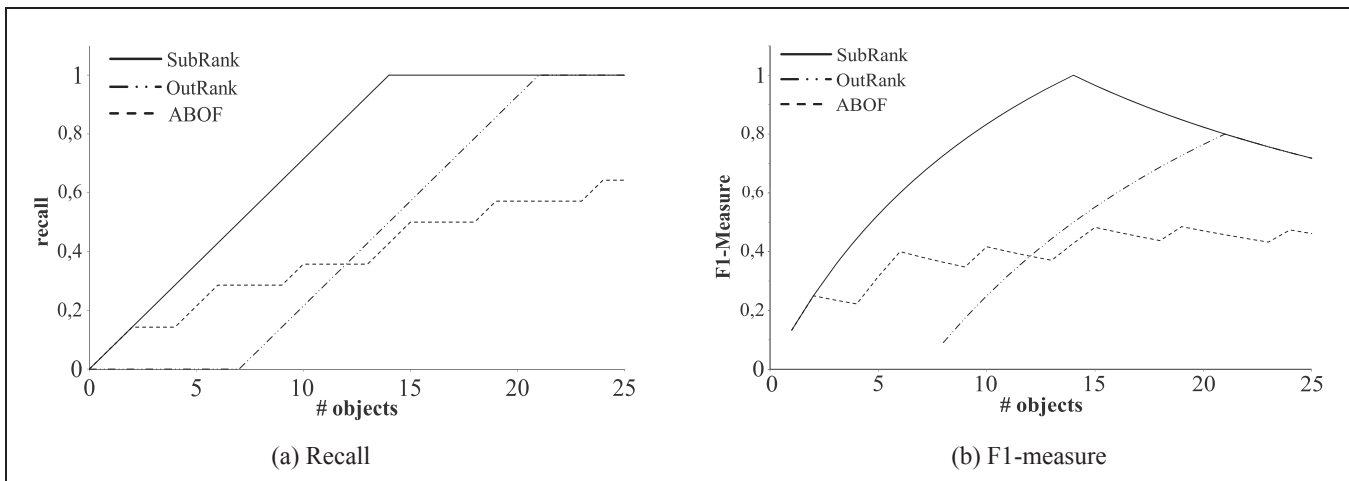 SubRank
OutRank
ABOF
1
0,8
0,6
0,4
0,2
0
recall
0 5 10 15 20 25
# objects
(a) Recall
SubRank
OutRank
ABOF
1
0,8
0,6
0,4
0,2
0
F1-Measure
0 5 10 15 20 25
# objects
(b) F1-measure